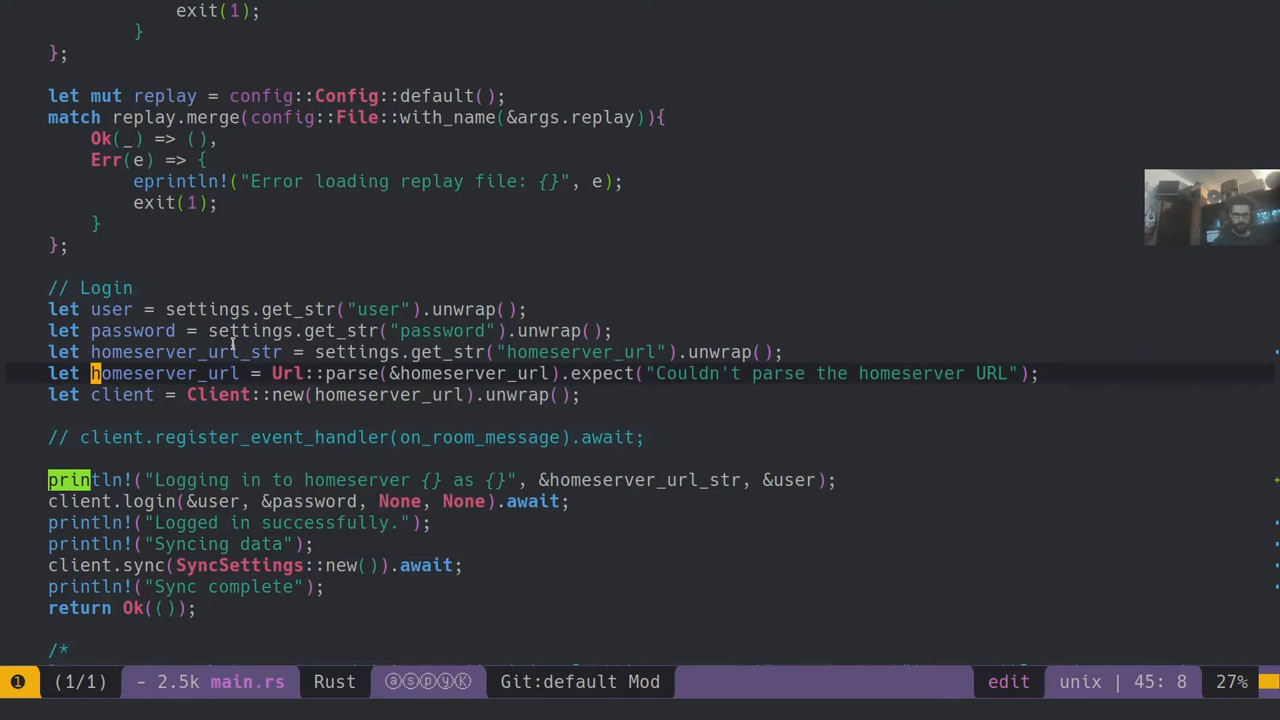 exit(1);
}
};
let mut replay = config::Config::default();
match replay.merge(config::File::with_name(&args.replay)){
Ok(_) => (),
Err(e) => {
eprintln!("Error loading replay file: {}", e);
exit(1);
}
};
// Login
let user = settings.get_str("user").unwrap();
let password = settings.get_str("password").unwrap();
let homeserver_url_str = settings.get_str("homeserver_url").unwrap();
let homeserver_url = Url::parse(&homeserver_url).expect("Couldn't parse the homeserver URL");
let client = Client::new(homeserver_url).unwrap();
// client.register_event_handler(on_room_message).await;
println!("Logging in to homeserver {} as {}", &homeserver_url_str, &user);
client.login(&user, &password, None, None).await;
println!("Logged in successfully.");
println!("Syncing data");
client.sync(SyncSettings::new()).await;
println!("Sync complete");
return Ok(());
/*
❶ (1/1) - 2.5k main.rs Rust ⓐⓢⓟⓨⓀ Git:default Mod edit unix | 45: 8 27%